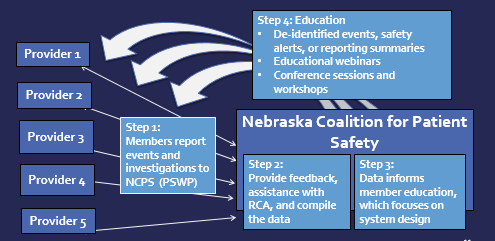 Step 4: Education
• De-identified events, safety
alerts, or reporting summaries
• Educational webinars
• Conference sessions and
workshops
Provider 1
Provider 2
Provider 3
Provider 4
Provider 5
Step 1:
Members report
events and
investigations to
NCPS (PSWP)
Nebraska Coalition for Patient
Safety
Step 2:
Provide feedback,
assistance with
RCA, and compile
the data
Step 3:
Data informs
member education,
which focuses on
system design